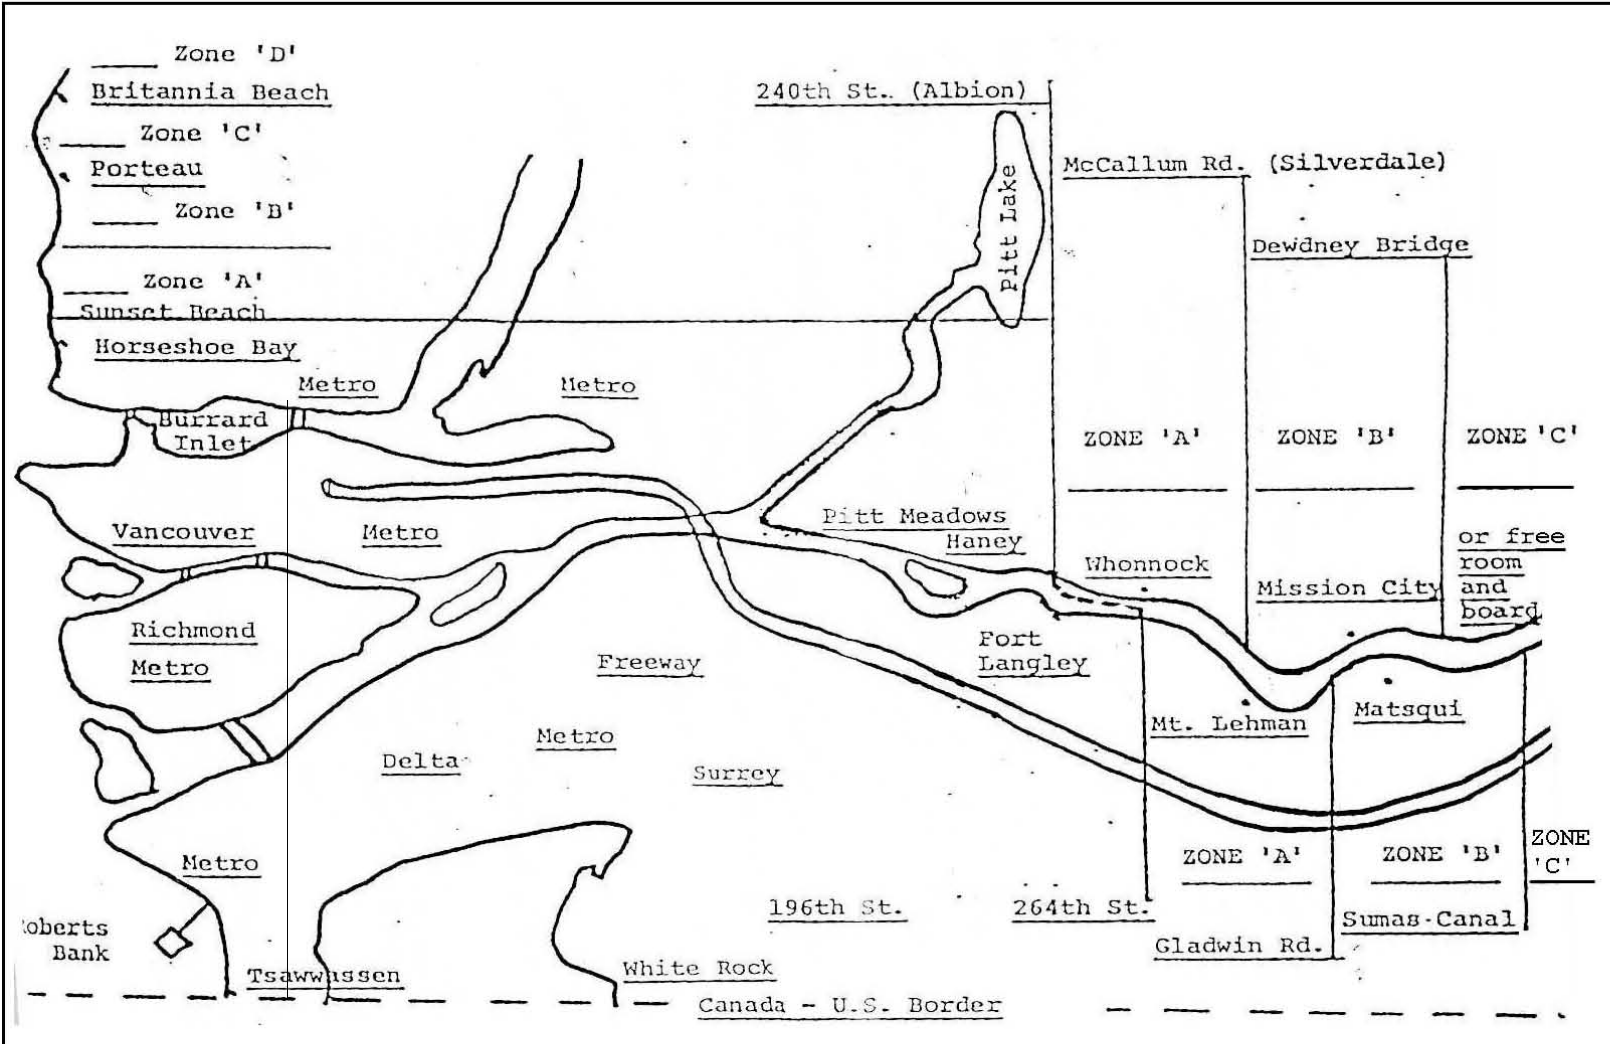 Zone 'D'
Britannia Beach
Zone 'C'
Porteau
Zone 'B'
Zone 'A'
Sunset Beach
Horseshoe Bay
240th St. (Albion)
McCallum Rd. (Silverdale)
Dewdney Bridge
Pitt Lake
Metro
Metro
Burrard
Inlet
ZONE 'A'
ZONE 'B'
ZONE 'C'
or free
room
and
board
Vancouver
Metro
Pitt Meadows
Haney
Whonnock
Mission City
Richmond
Metro
Freeway
Fort
Langley
Mt. Lehman
Matsqui
Delta
Metro
Surrey
Metro
ZONE 'A'
ZONE 'B'
ZONE
'C'
196th St.
264th St.
Gladwin Rd.
Sumas-Canal
Roberts
Bank
Tsawwassen
White Rock
Canada - U.S. Border